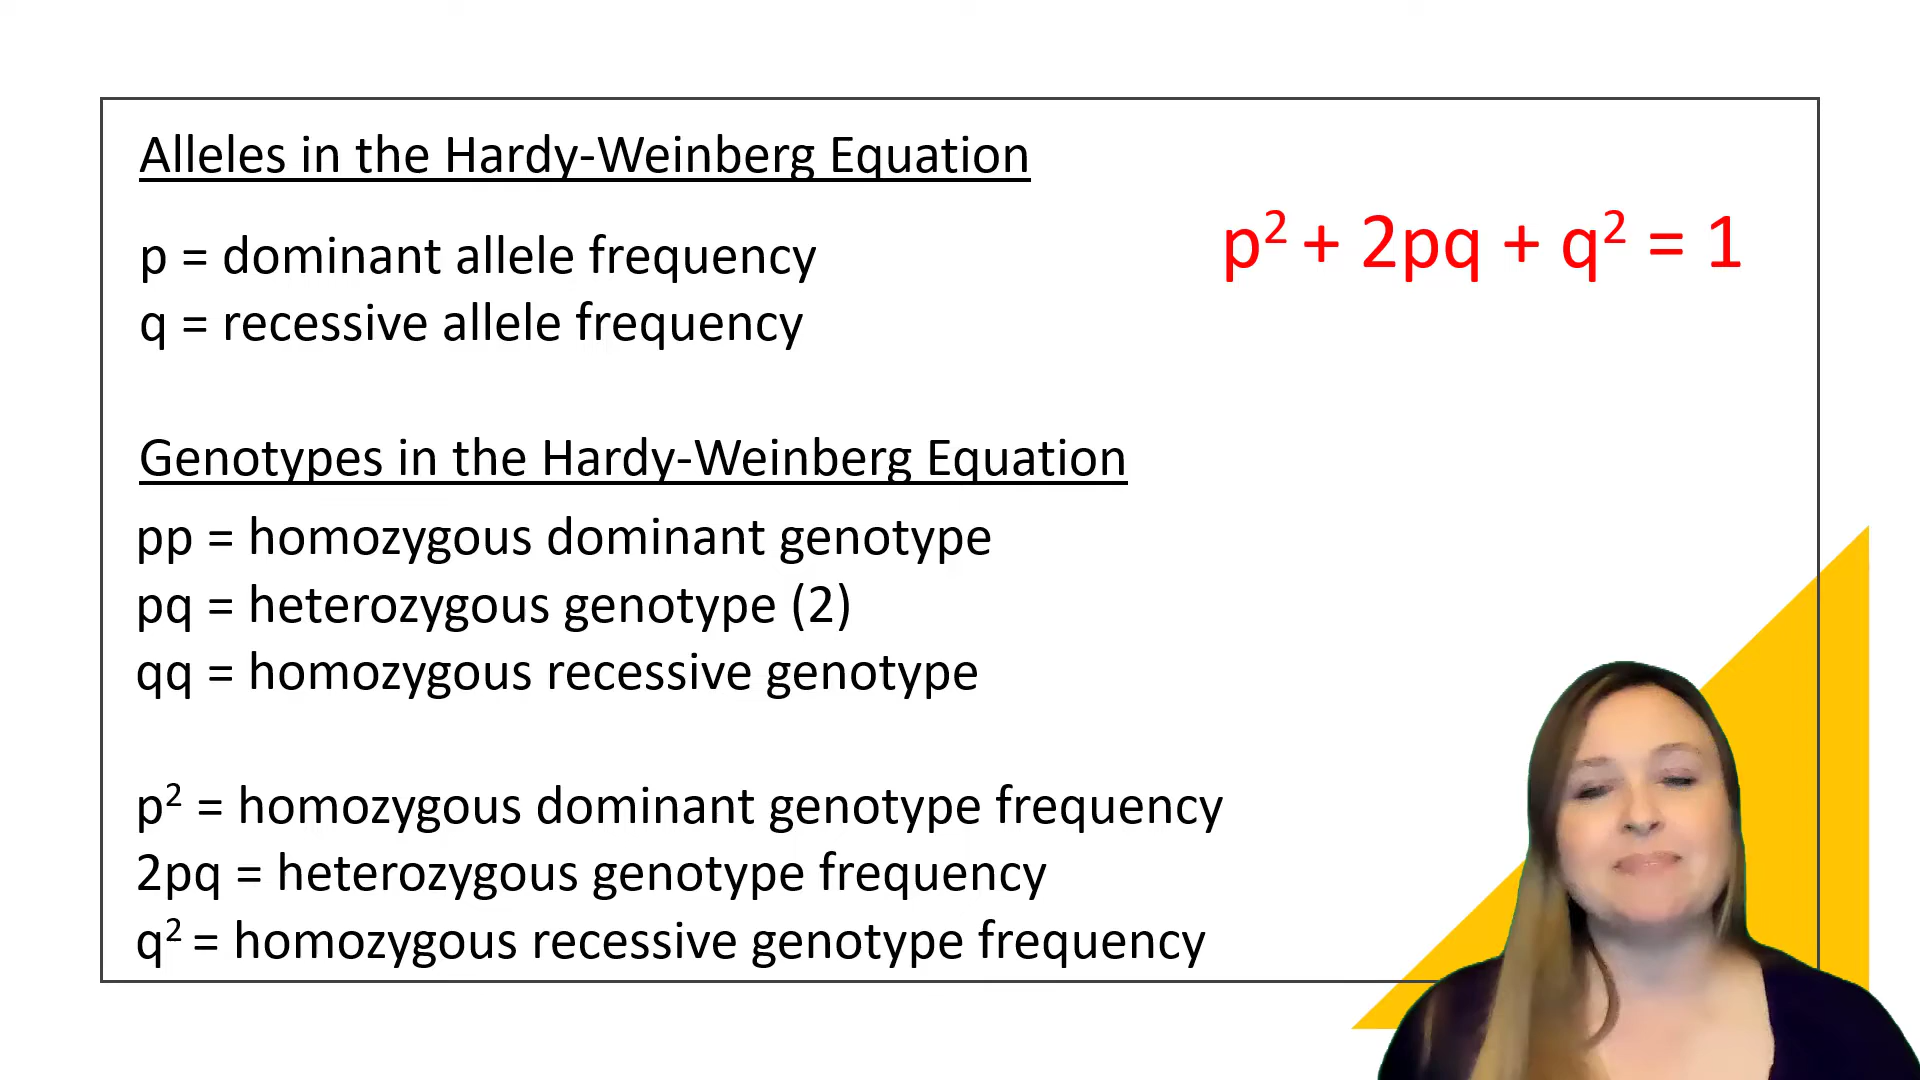 Alleles in the Hardy-Weinberg Equation
p² + 2pq + q² = 1
p = dominant allele frequency
q = recessive allele frequency
Genotypes in the Hardy-Weinberg Equation
pp = homozygous dominant genotype
pq = heterozygous genotype (2)
qq = homozygous recessive genotype
p² = homozygous dominant genotype frequency
2pq = heterozygous genotype frequency
q² = homozygous recessive genotype frequency